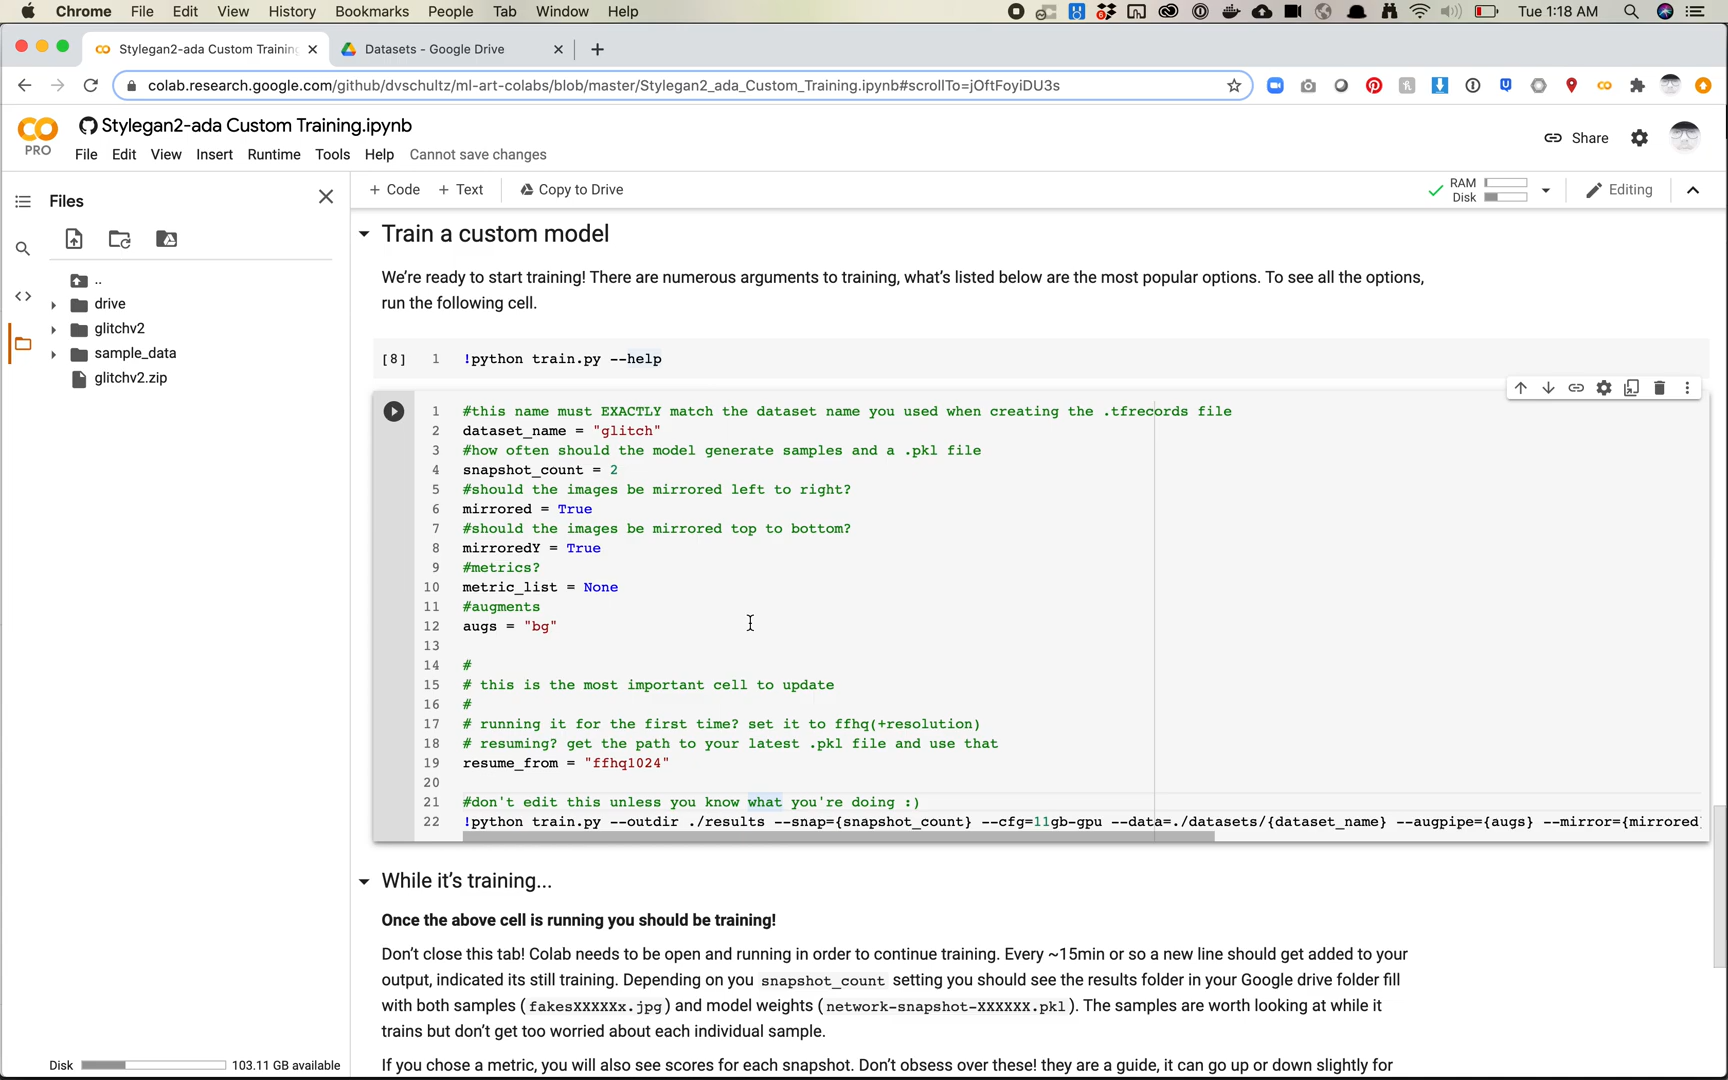 Chrome File Edit View History Bookmarks People Tab Window Help Tue 1:18 AM
Stylegan2-ada Custom Training Datasets - Google Drive
colab.research.google.com/github/dvschultz/ml-art-colabs/blob/master/Stylegan2_ada_Custom_Training.ipynb#scrollTo=jOftFoyiDU3s
Stylegan2-ada Custom Training.ipynb
PRO
File Edit View Insert Runtime Tools Help Cannot save changes
Share
Files
+ Code + Text Copy to Drive
RAM
Disk
Editing
..
drive
glitchv2
sample_data
glitchv2.zip
Disk 103.11 GB available
Train a custom model
We're ready to start training! There are numerous arguments to training, what's listed below are the most popular options. To see all the options,
run the following cell.
[8] 1 !python train.py --help
1 #this name must EXACTLY match the dataset name you used when creating the .tfrecords file
2 dataset_name = "glitch"
3 #how often should the model generate samples and a .pkl file
4 snapshot_count = 2
5 #should the images be mirrored left to right?
6 mirrored = True
7 #should the images be mirrored top to bottom?
8 mirroredY = True
9 #metrics?
10 metric_list = None
11 #augments
12 augs = "bg"
13
14 #
15 # this is the most important cell to update
16 #
17 # running it for the first time? set it to ffhq(+resolution)
18 # resuming? get the path to your latest .pkl file and use that
19 resume_from = "ffhq1024"
20
21 #don't edit this unless you know what you're doing :)
22 !python train.py --outdir ./results --snap={snapshot_count} --cfg=11gb-gpu --data=./datasets/{dataset_name} --augpipe={augs} --mirror={mirrored
While it's training...
Once the above cell is running you should be training!
Don't close this tab! Colab needs to be open and running in order to continue training. Every ~15min or so a new line should get added to your
output, indicated its still training. Depending on you snapshot_count setting you should see the results folder in your Google drive folder fill
with both samples (fakesXXXXXx.jpg) and model weights (network-snapshot-XXXXXX.pkl). The samples are worth looking at while it
trains but don't get too worried about each individual sample.
If you chose a metric, you will also see scores for each snapshot. Don't obsess over these! they are a guide, it can go up or down slightly for